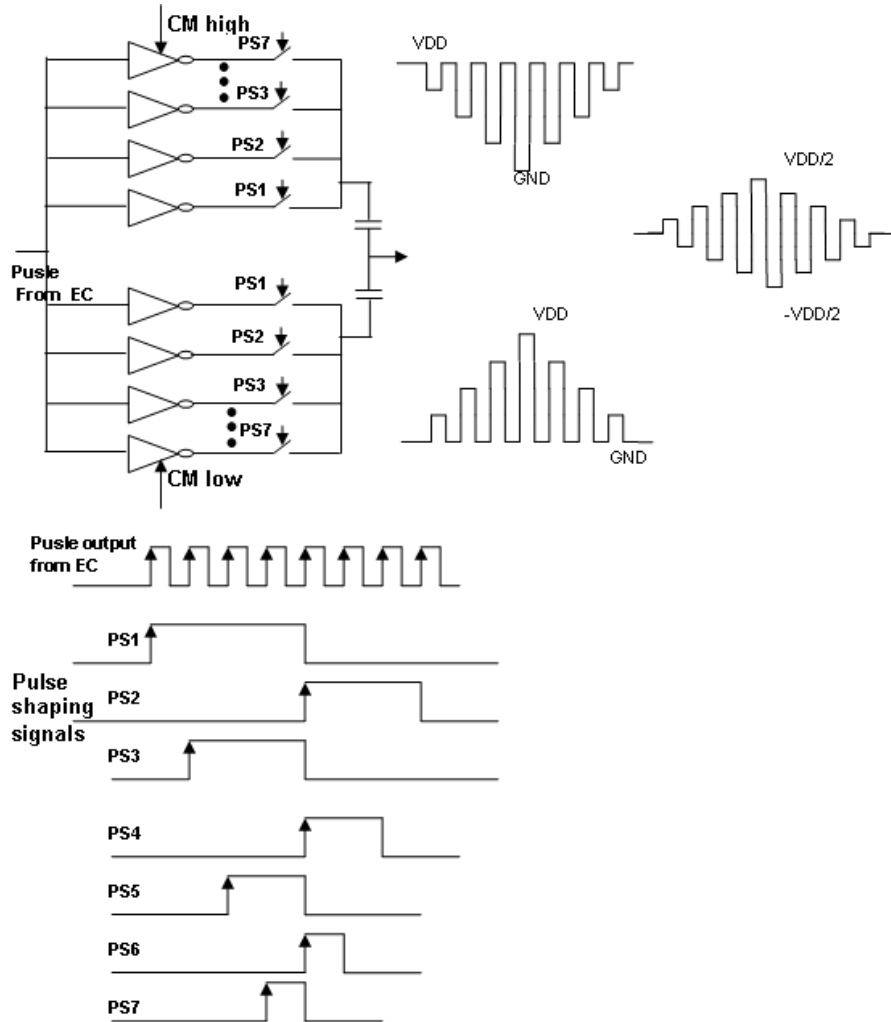 CM high
PS7
PS3
PS2
PS1
Pusle
From EC
PS1
PS2
PS3
PS7
CM low
VDD
GND
VDD/2
-VDD/2
VDD
GND
Pusle output
from EC
PS1
Pulse
shaping
signals
PS2
PS3
PS4
PS5
PS6
PS7